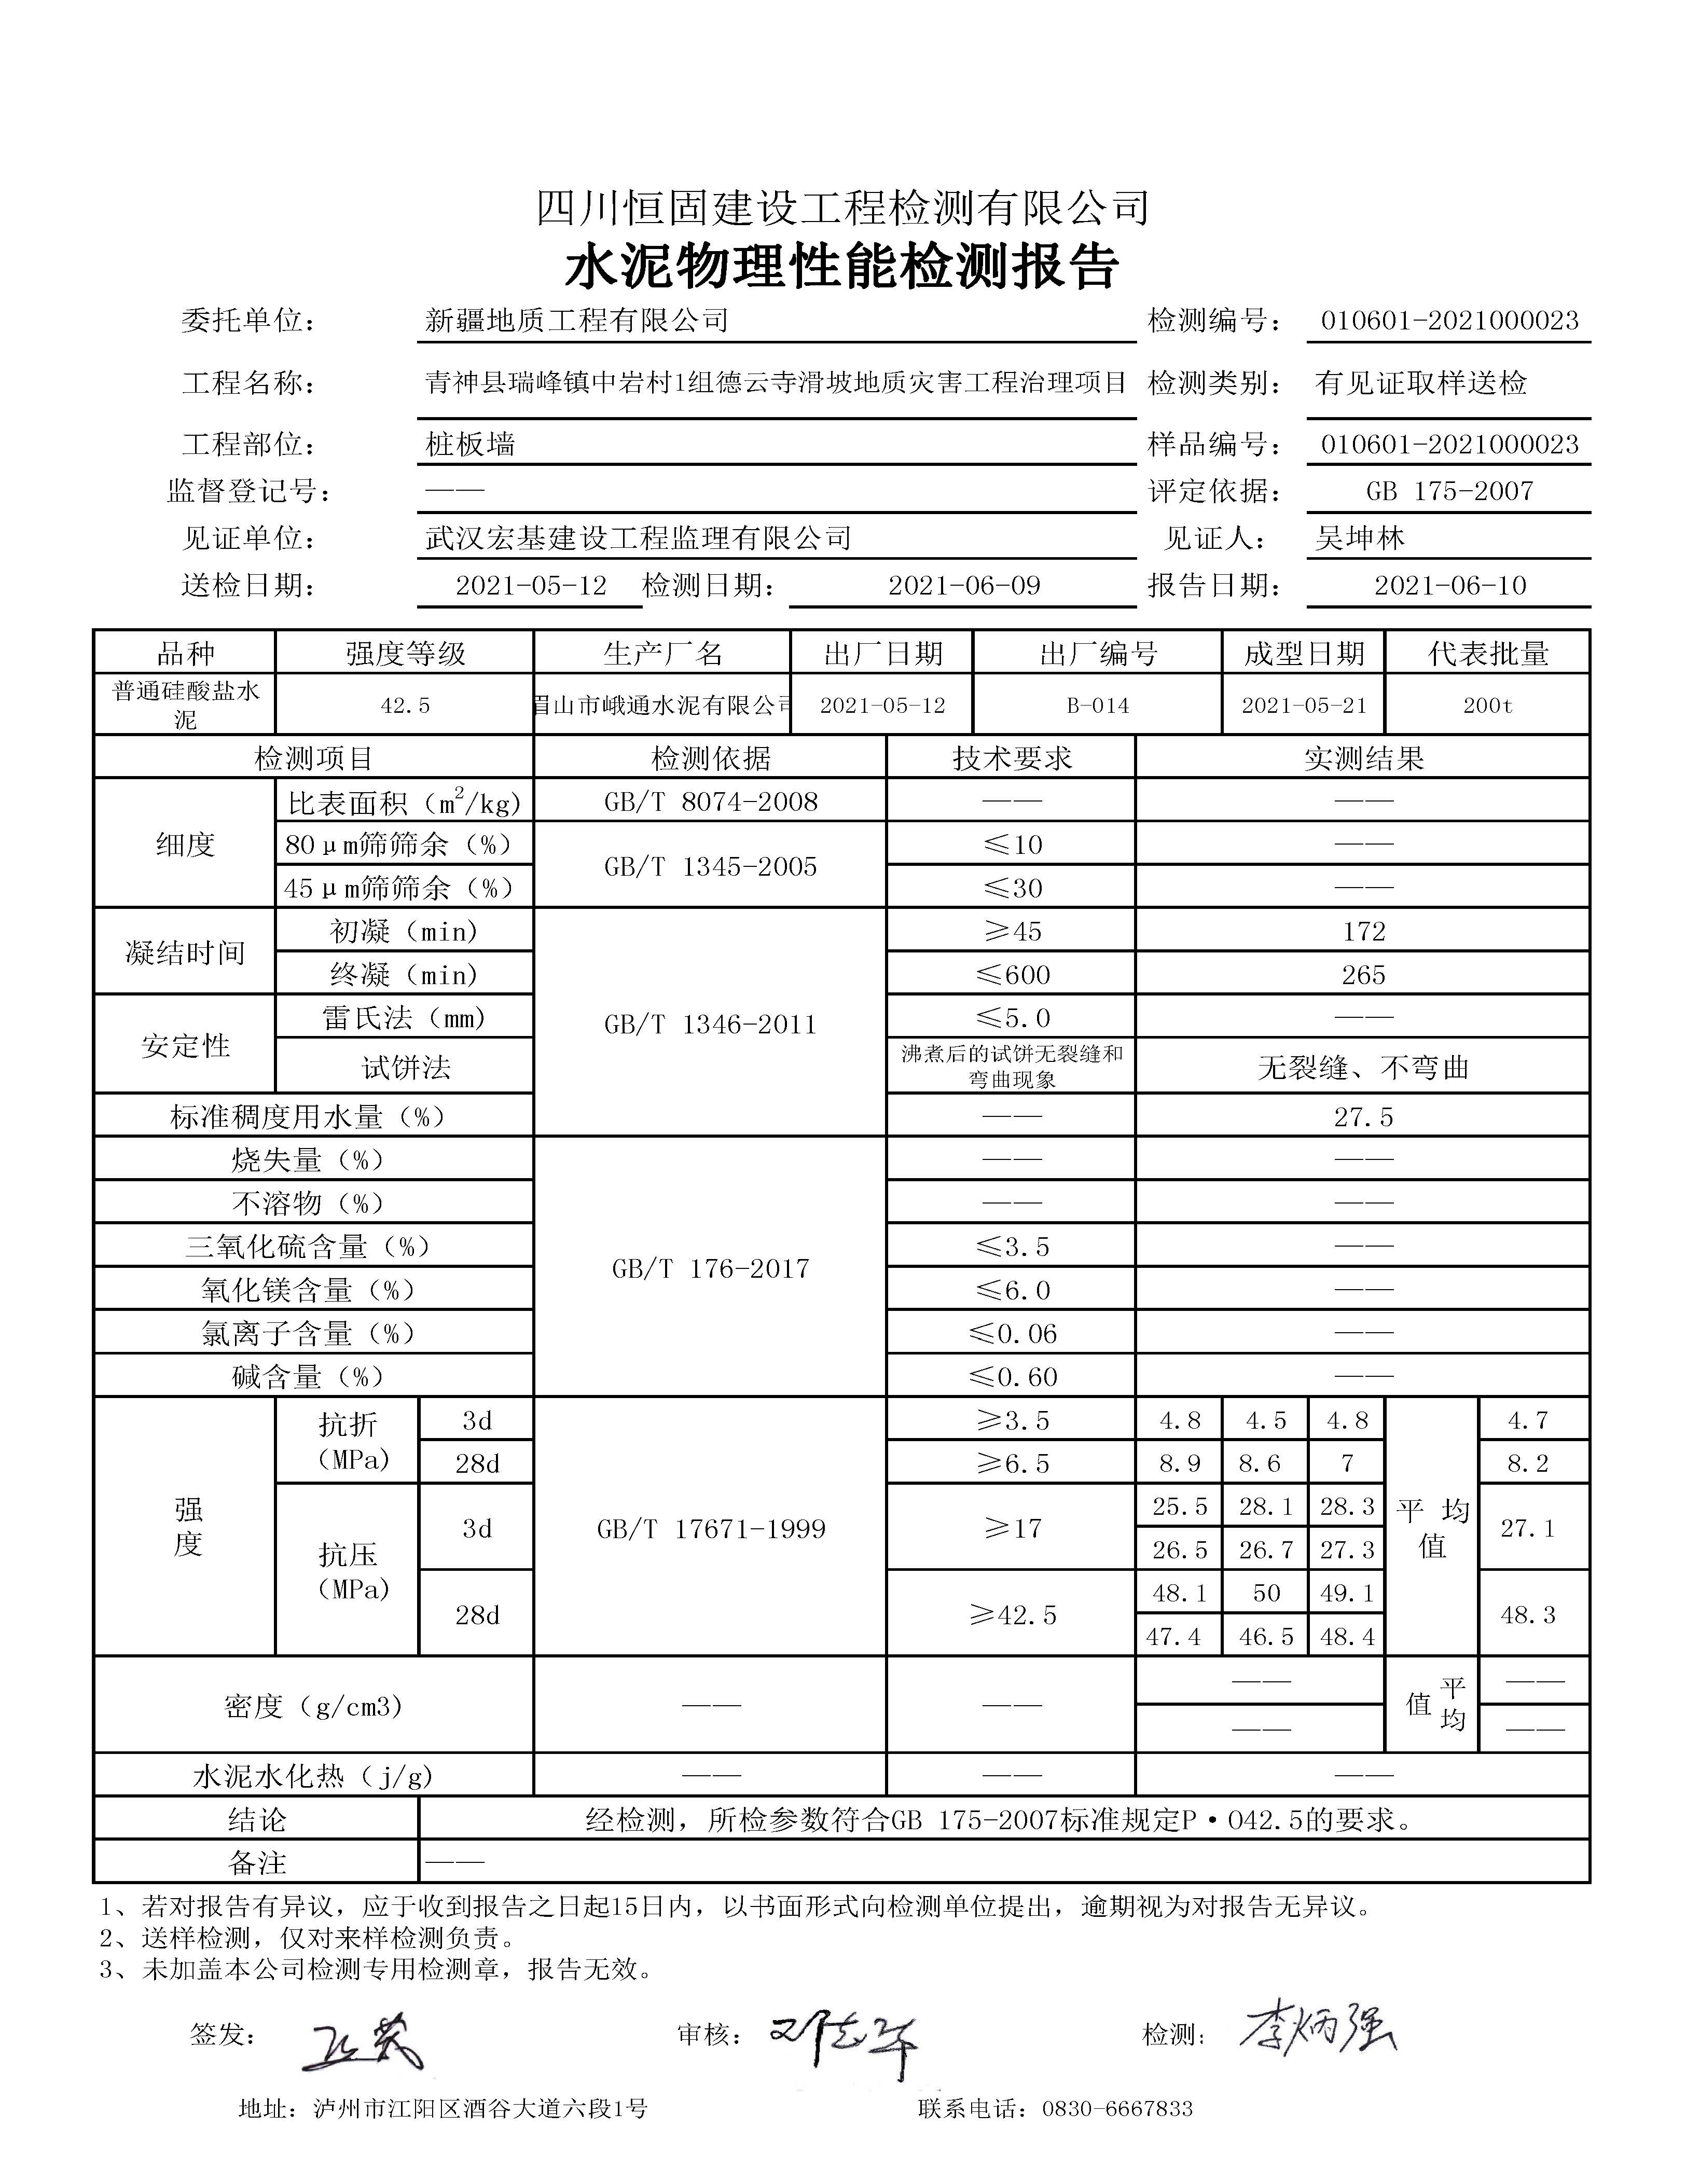 四川恒固建设工程检测有限公司
水泥物理性能检测报告
委托单位： 新疆地质工程有限公司 检测编号： 010601-2021000023
工程名称： 青神县瑞峰镇中岩村1组德云寺滑坡地质灾害工程治理项目 检测类别： 有见证取样送检
工程部位： 桩板墙 样品编号： 010601-2021000023
监督登记号： —— 评定依据： GB 175-2007
见证单位： 武汉宏基建设工程监理有限公司 见证人： 吴坤林
送检日期： 2021-05-12 检测日期： 2021-06-09 报告日期： 2021-06-10
品种 强度等级 生产厂名 出厂日期 出厂编号 成型日期 代表批量
普通硅酸盐水
泥 42.5 眉山市峨通水泥有限公司 2021-05-12 B-014 2021-05-21 200t
检测项目 检测依据 技术要求 实测结果
细度 比表面积（m²/kg) GB/T 8074-2008 —— ——
80μm筛筛余（%） GB/T 1345-2005 ≤10 ——
45μm筛筛余（%） ≤30 ——
凝结时间 初凝（min) GB/T 1346-2011 ≥45 172
终凝（min) ≤600 265
安定性 雷氏法（mm) ≤5.0 ——
试饼法 沸煮后的试饼无裂缝和
弯曲现象 无裂缝、不弯曲
标准稠度用水量（%） —— 27.5
烧失量（%） GB/T 176-2017 —— ——
不溶物（%） —— ——
三氧化硫含量（%） ≤3.5 ——
氧化镁含量（%） ≤6.0 ——
氯离子含量（%） ≤0.06 ——
碱含量（%） ≤0.60 ——
强
度 抗折
（MPa) 3d GB/T 17671-1999 ≥3.5 4.8 4.5 4.8 平 均
值 4.7
28d ≥6.5 8.9 8.6 7 8.2
抗压
（MPa) 3d ≥17 25.5 28.1 28.3 27.1
26.5 26.7 27.3
28d ≥42.5 48.1 50 49.1 48.3
47.4 46.5 48.4
密度（g/cm3) —— —— —— 平均值 ——
—— ——
水泥水化热（j/g) —— —— ——
结论 经检测，所检参数符合GB 175-2007标准规定P·O42.5的要求。
备注 ——
1、若对报告有异议，应于收到报告之日起15日内，以书面形式向检测单位提出，逾期视为对报告无异议。
2、送样检测，仅对来样检测负责。
3、未加盖本公司检测专用检测章，报告无效。
签发： 审核： 邓志华 检测： 李炳强
地址：泸州市江阳区酒谷大道六段1号 联系电话：0830-6667833